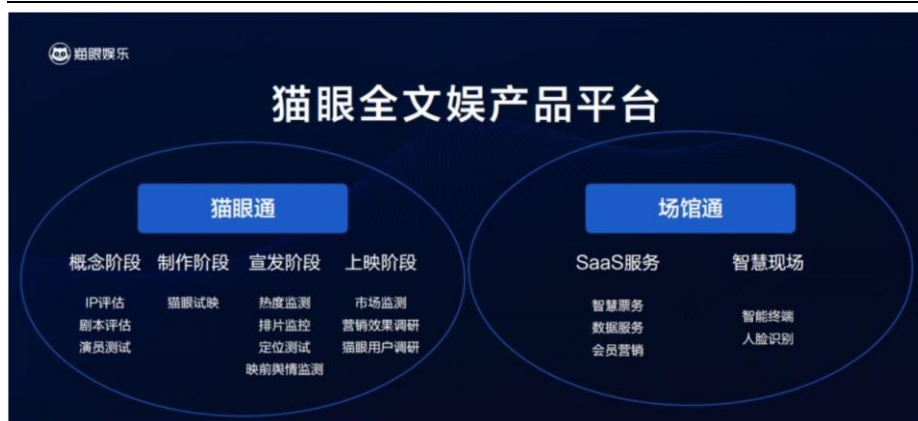 猫眼娱乐
猫眼全文娱产品平台
猫眼通
概念阶段 制作阶段 宣发阶段 上映阶段
IP评估 猫眼试映 热度监测 市场监测
剧本评估 排片监控 营销效果调研
演员测试 定位测试 猫眼用户调研
映前舆情监测
场馆通
SaaS服务 智慧现场
智慧票务
数据服务
会员营销
智能终端
人脸识别